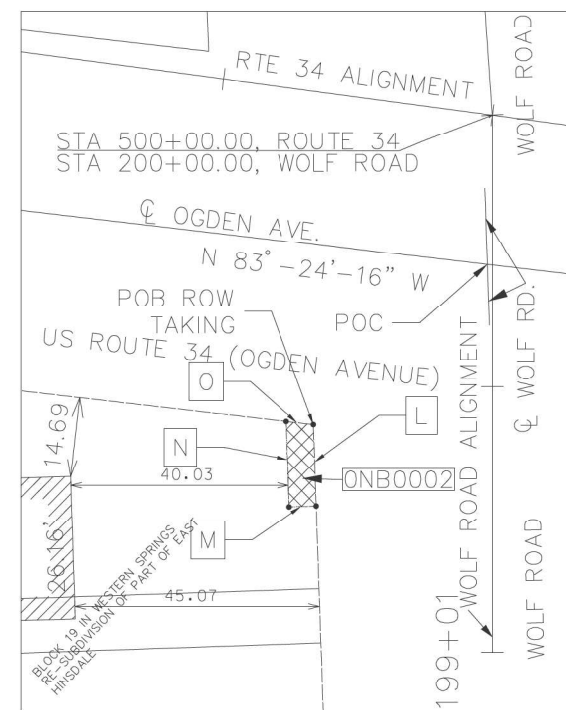 RTE 34 ALIGNMENT
WOLF ROAD
STA 500+00.00, ROUTE 34
STA 200+00.00, WOLF ROAD
℄ OGDEN AVE.
N 83° -24'-16" W
POB ROW
TAKING
POC
US ROUTE 34 (OGDEN AVENUE)
℄ WOLF RD.
O
L
14.69
N
40.03
0NB0002
WOLF ROAD ALIGNMENT
M
26.16'
45.07
BLOCK 19 IN WESTERN SPRINGS
RE-SUBDIVISION OF PART OF EAST
HINSDALE
199+01
WOLF ROAD